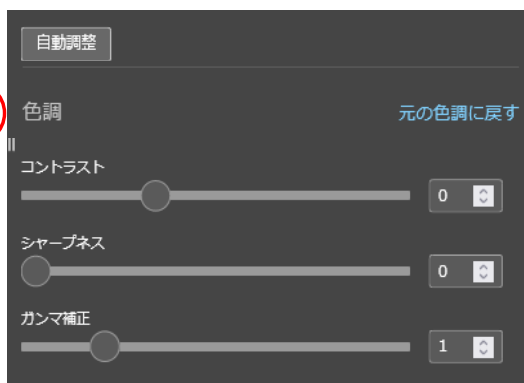 自動調整
色調
元の色調に戻す
コントラスト
0
シャープネス
0
ガンマ補正
1